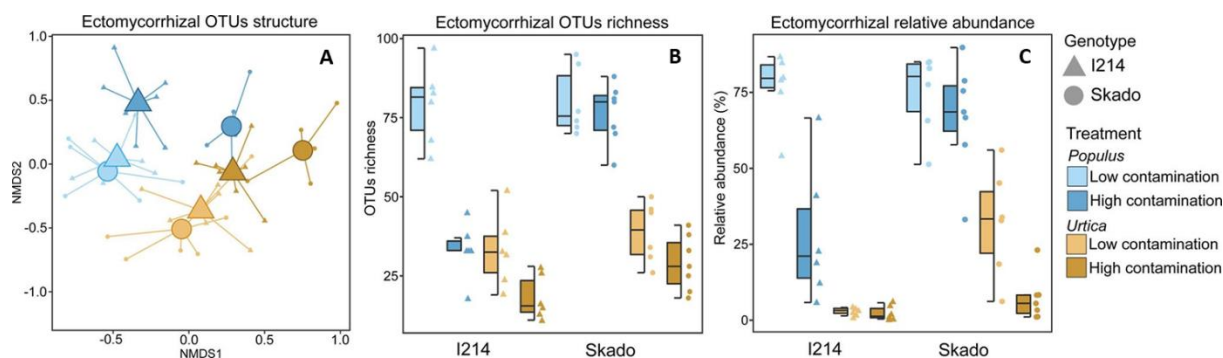 Ectomycorrhizal OTUs structure
A
1.0
0.5
0.0
-0.5
-1.0
NMDS2
-0.5
0.0
0.5
1.0
NMDS1
Ectomycorrhizal OTUs richness
B
100
75
50
25
OTUs richness
I214
Skado
Ectomycorrhizal relative abundance
C
75
50
25
0
Relative abundance (%)
I214
Skado
Genotype
I214
Skado
Treatment
Populus
Low contamination
High contamination
Urtica
Low contamination
High contamination